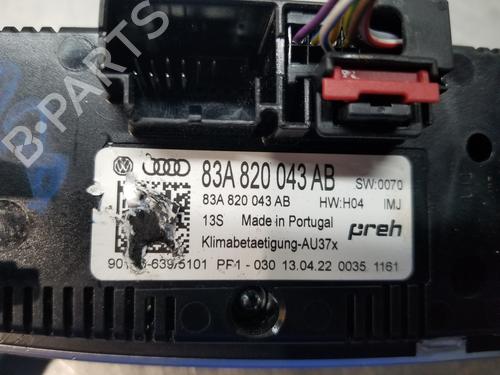 83A 820 043 AB SW:0070
83A 820 043 AB HW:H04 IMJ
13S Made in Portugal preh
Klimabetaetigung-AU37x
PF1-030 13.04.22 0035 1161
B-PARTS